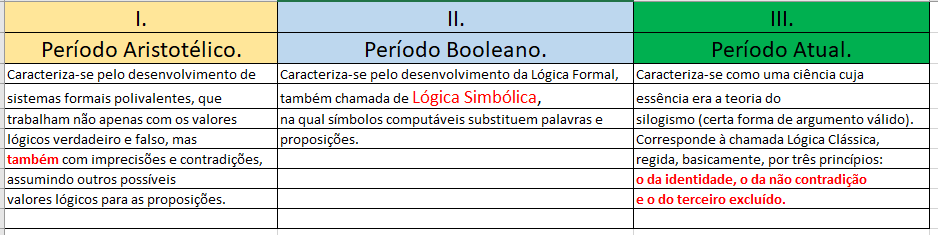 I.
Período Aristotélico.
Caracteriza-se pelo desenvolvimento de
sistemas formais polivalentes, que
trabalham não apenas com os valores
lógicos verdadeiro e falso, mas
também com imprecisões e contradições,
assumindo outros possíveis
valores lógicos para as proposições.
II.
Período Booleano.
Caracteriza-se pelo desenvolvimento da Lógica Formal,
também chamada de Lógica Simbólica,
na qual símbolos computáveis substituem palavras e
proposições.
III.
Período Atual.
Caracteriza-se como uma ciência cuja
essência era a teoria do
silogismo (certa forma de argumento válido).
Corresponde à chamada Lógica Clássica,
regida, basicamente, por três princípios:
o da identidade, o da não contradição
e o do terceiro excluído.